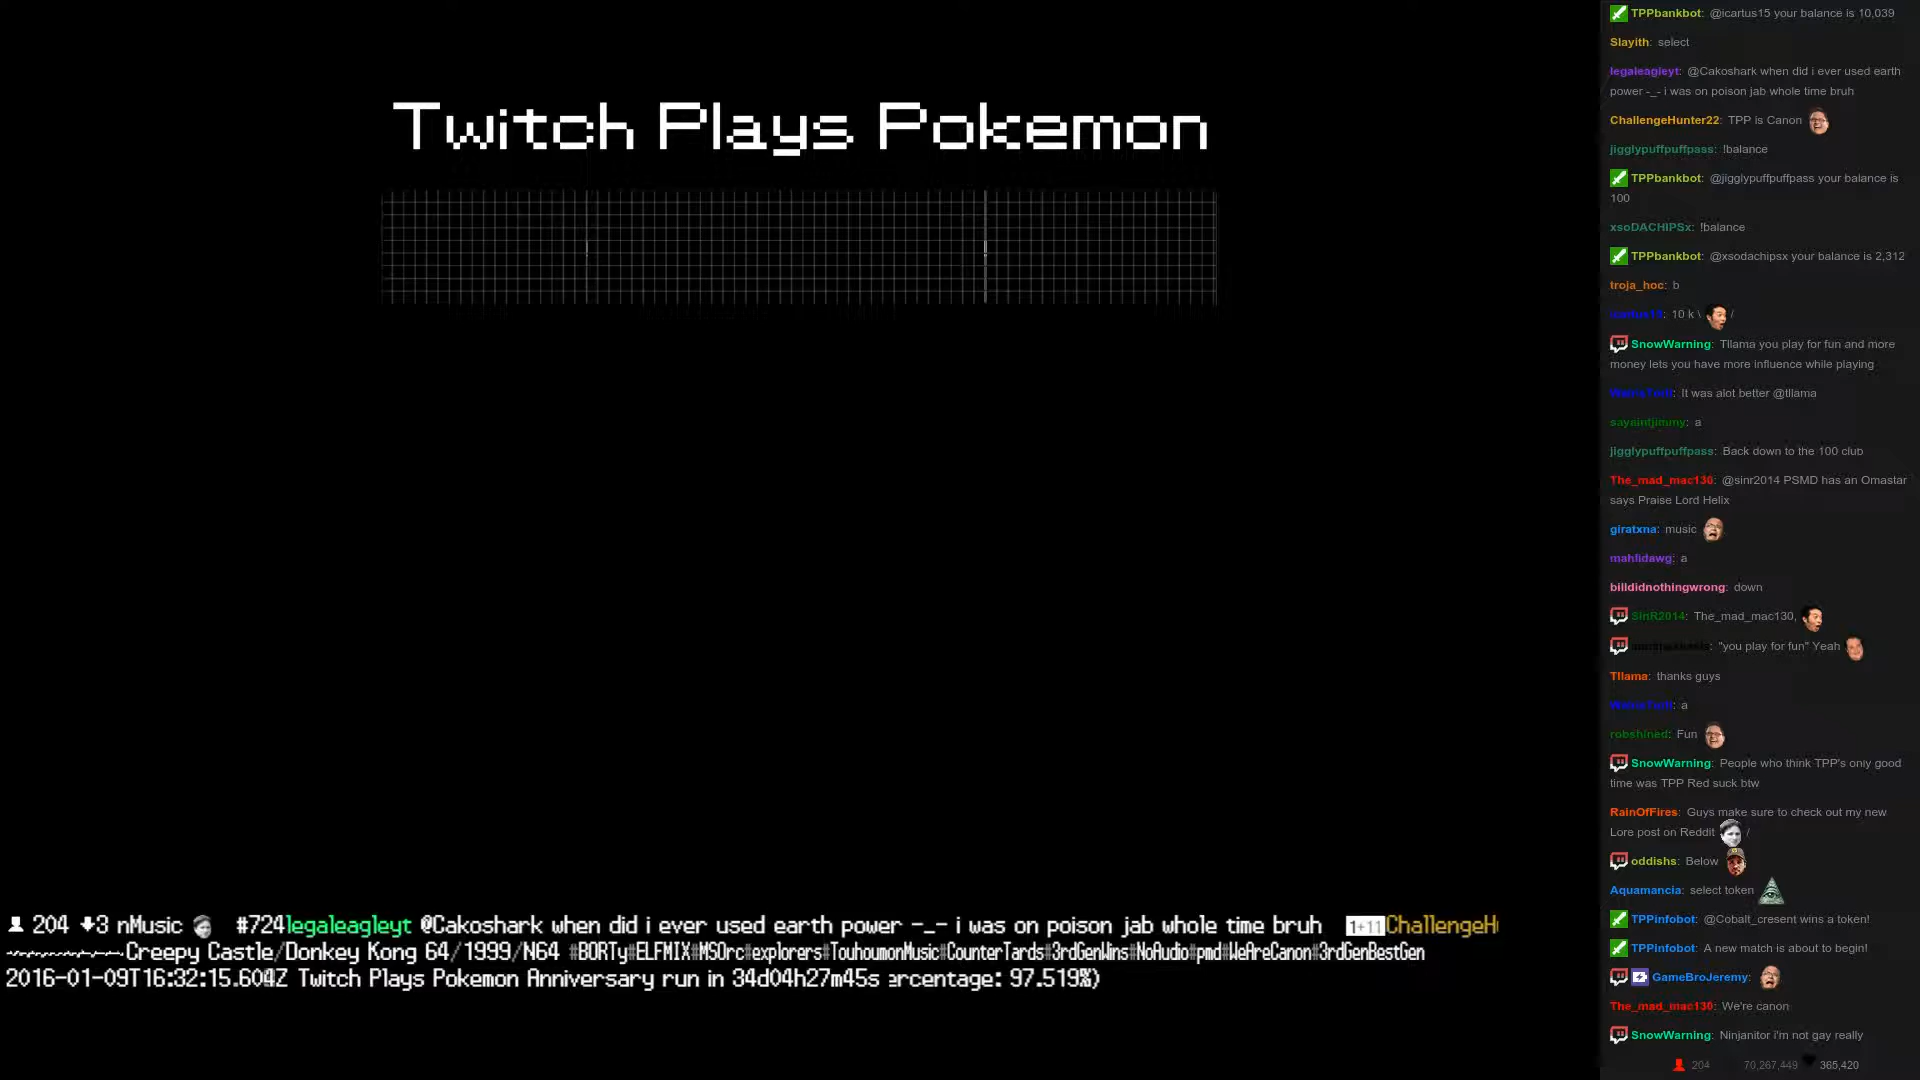 Twitch Plays Pokemon
204 3 nMusic #724legaleagleyt @Cakoshark when did i ever used earth power -_- i was on poison jab whole time bruh 1+11 ChallengeH
Creepy Castle/Donkey Kong 64/1999/N64 #BORTy#ELFMIX#MSOrc#explorers#TouhoumonMusic#CounterTards#3rdGenWins#NoAudio#pmd#WeAreCanon#3rdGenBestGen
2016-01-09T16:32:15.604Z Twitch Plays Pokemon Anniversary run in 34d04h27m45s ercentage: 97.519%)
TPPbankbot: @icartus15 your balance is 10,039
Slayith: select
legaleagleyt: @Cakoshark when did i ever used earth
power -_- i was on poison jab whole time bruh
ChallengeHunter22: TPP is Canon
jigglypuffpuffpass: !balance
TPPbankbot: @jigglypuffpuffpass your balance is
100
xsoDACHIPSx: !balance
TPPbankbot: @xsodachipsx your balance is 2,312
troja_hoc: b
icartus15: 10 k \ /
SnowWarning: Tllama you play for fun and more
money lets you have more influence while playing
: It was alot better @tllama
sayaintjimmy: a
jigglypuffpuffpass: Back down to the 100 club
The_mad_mac130: @sinr2014 PSMD has an Omastar
says Praise Lord Helix
giratxna: music
mahlidawg: a
billdidnothingwrong: down
SinR2014: The_mad_mac130,
: "you play for fun" Yeah
Tllama: thanks guys
: a
robshined: Fun
SnowWarning: People who think TPP's only good
time was TPP Red suck btw
RainOfFires: Guys make sure to check out my new
Lore post on Reddit /
oddishs: Below
Aquamancia: select token
TPPinfobot: @Cobalt_cresent wins a token!
TPPinfobot: A new match is about to begin!
GameBroJeremy:
The_mad_mac130: We're canon
SnowWarning: Ninjanitor i'm not gay really
204 70,267,449 365,420